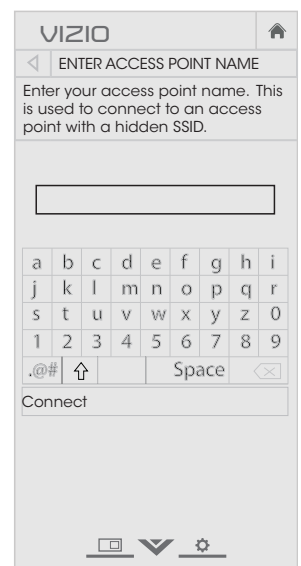 VIZIO
ENTER ACCESS POINT NAME
Enter your access point name. This
is used to connect to an access
point with a hidden SSID.
a b c d e f g h i
j k l m n o p q r
s t u v w x y z 0
1 2 3 4 5 6 7 8 9
.@# Space
Connect